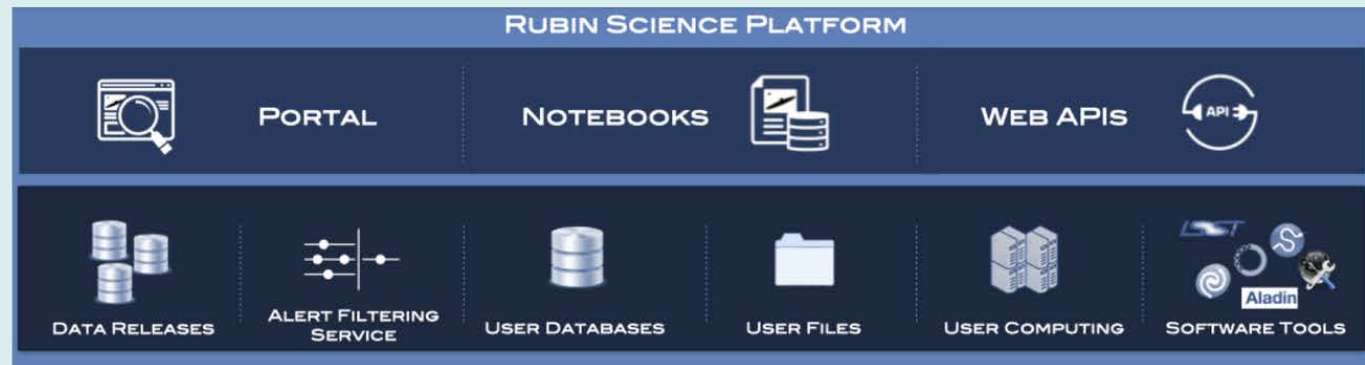 RUBIN SCIENCE PLATFORM
PORTAL
NOTEBOOKS
WEB APIS
API
DATA RELEASES
ALERT FILTERING
SERVICE
USER DATABASES
USER FILES
USER COMPUTING
LSST
Aladin
SOFTWARE TOOLS